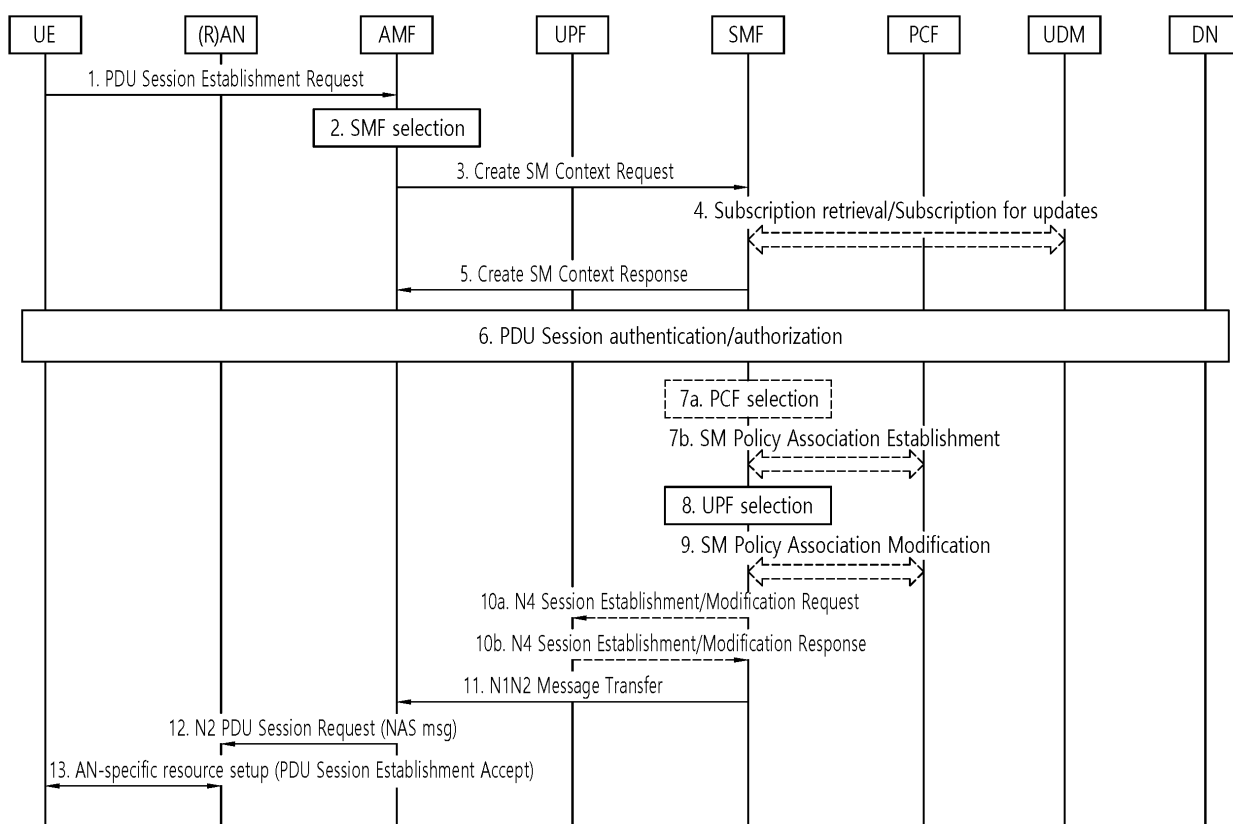 UE (R)AN AMF UPF SMF PCF UDM DN
1. PDU Session Establishment Request
2. SMF selection
3. Create SM Context Request
4. Subscription retrieval/Subscription for updates
5. Create SM Context Response
6. PDU Session authentication/authorization
7a. PCF selection
7b. SM Policy Association Establishment
8. UPF selection
9. SM Policy Association Modification
10a. N4 Session Establishment/Modification Request
10b. N4 Session Establishment/Modification Response
11. N1N2 Message Transfer
12. N2 PDU Session Request (NAS msg)
13. AN-specific resource setup (PDU Session Establishment Accept)